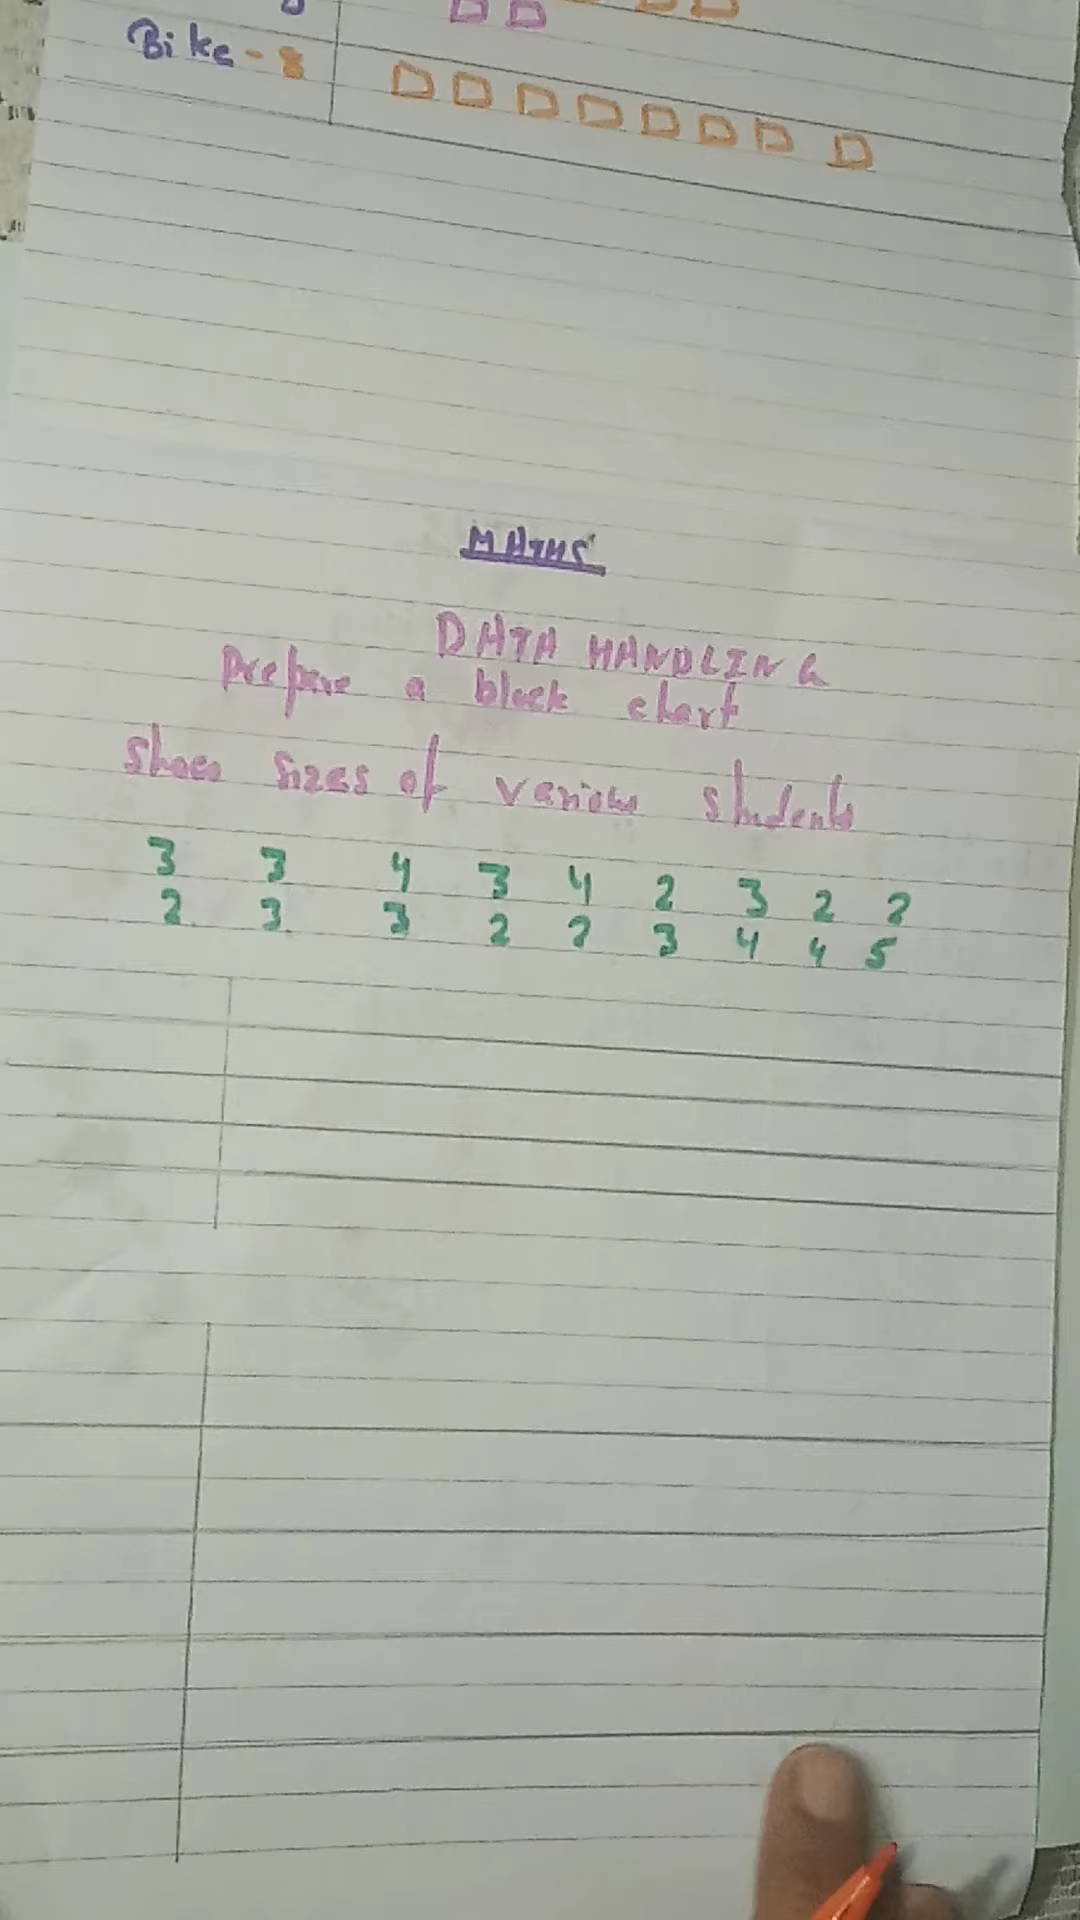 Bike - 8
MATHS
DATA HANDLING
Prepare a block chart
Shoes sizes of various students
3 3 4 3 4 2 3 2 2
2 3 3 2 2 3 4 4 5